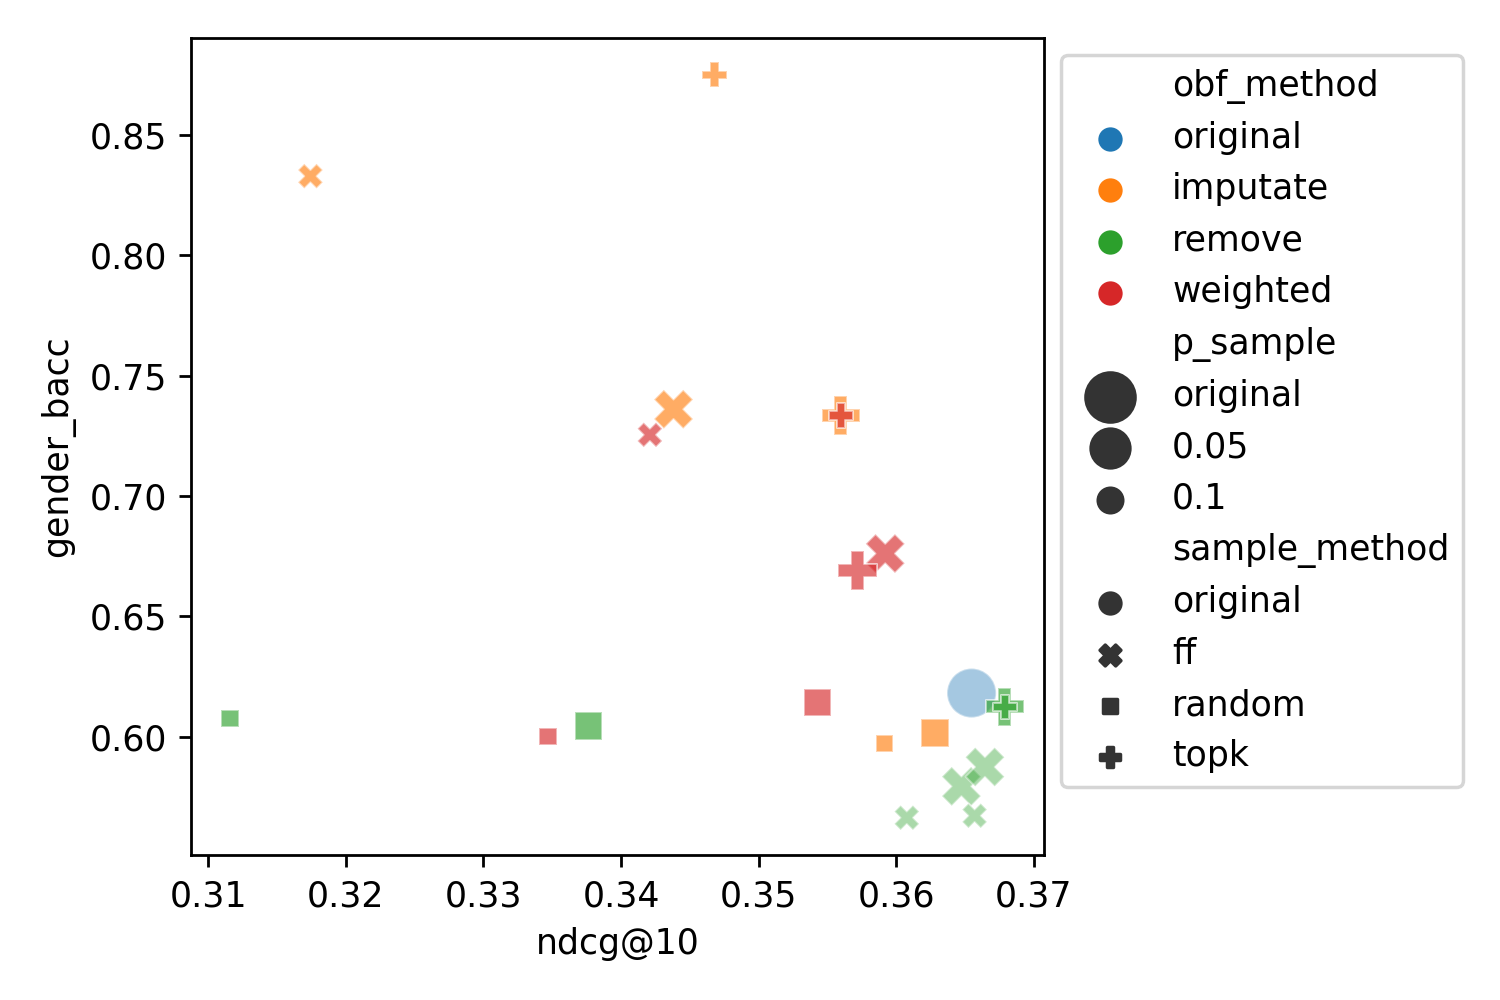 gender_bacc
0.85
0.80
0.75
0.70
0.65
0.60
0.31 0.32 0.33 0.34 0.35 0.36 0.37
ndcg@10
obf_method
original
imputate
remove
weighted
p_sample
original
0.05
0.1
sample_method
original
ff
random
topk